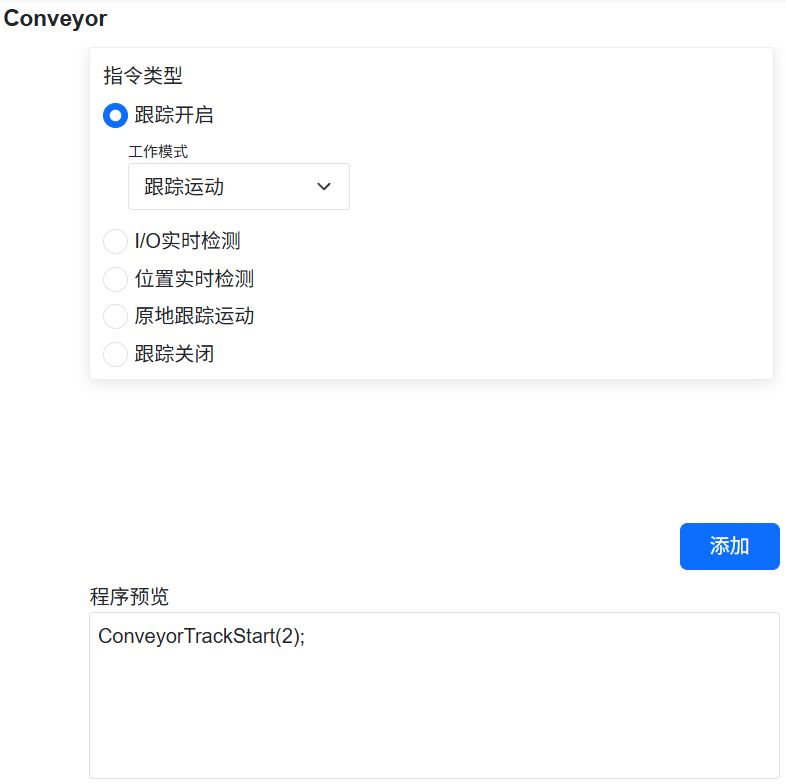 Conveyor
指令类型
跟踪开启
工作模式
跟踪运动
I/O实时检测
位置实时检测
原地跟踪运动
跟踪关闭
添加
程序预览
ConveyorTrackStart(2);